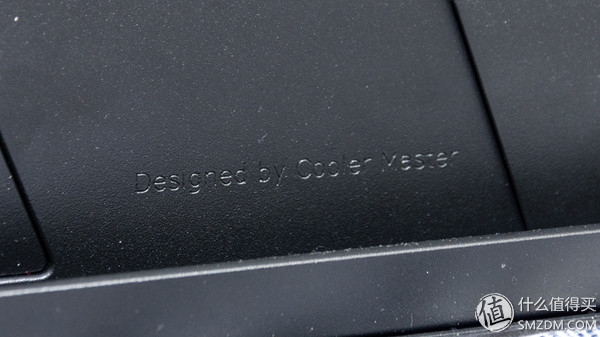 Designed by Cooler Master
值 什么值得买
SMZDM.COM